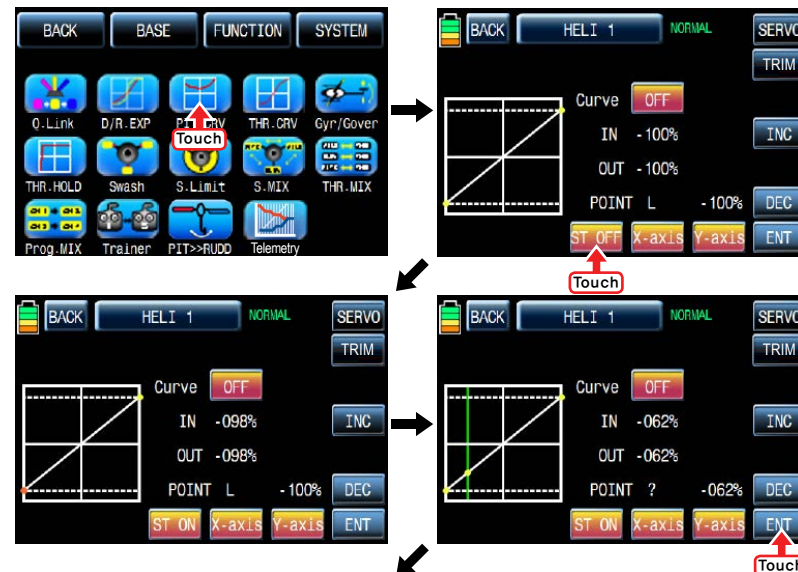 BACK BASE FUNCTION SYSTEM
Q.Link D/R.EXP PIT.CRV THR.CRV Gyr/Gover
Touch
THR.HOLD Swash S.Limit S.MIX THR.MIX
Prog.MIX Trainer PIT>>RUDD Telemetry
BACK HELI 1 NORMAL SERVO
TRIM
Curve OFF
IN -100% INC
OUT -100%
POINT L -100% DEC
ST OFF X-axis Y-axis ENT
Touch
BACK HELI 1 NORMAL SERVO
TRIM
Curve OFF
IN -098% INC
OUT -098%
POINT L -100% DEC
ST ON X-axis Y-axis ENT
BACK HELI 1 NORMAL SERVO
TRIM
Curve OFF
IN -062% INC
OUT -062%
POINT ? -062% DEC
ST ON X-axis Y-axis ENT
Touch